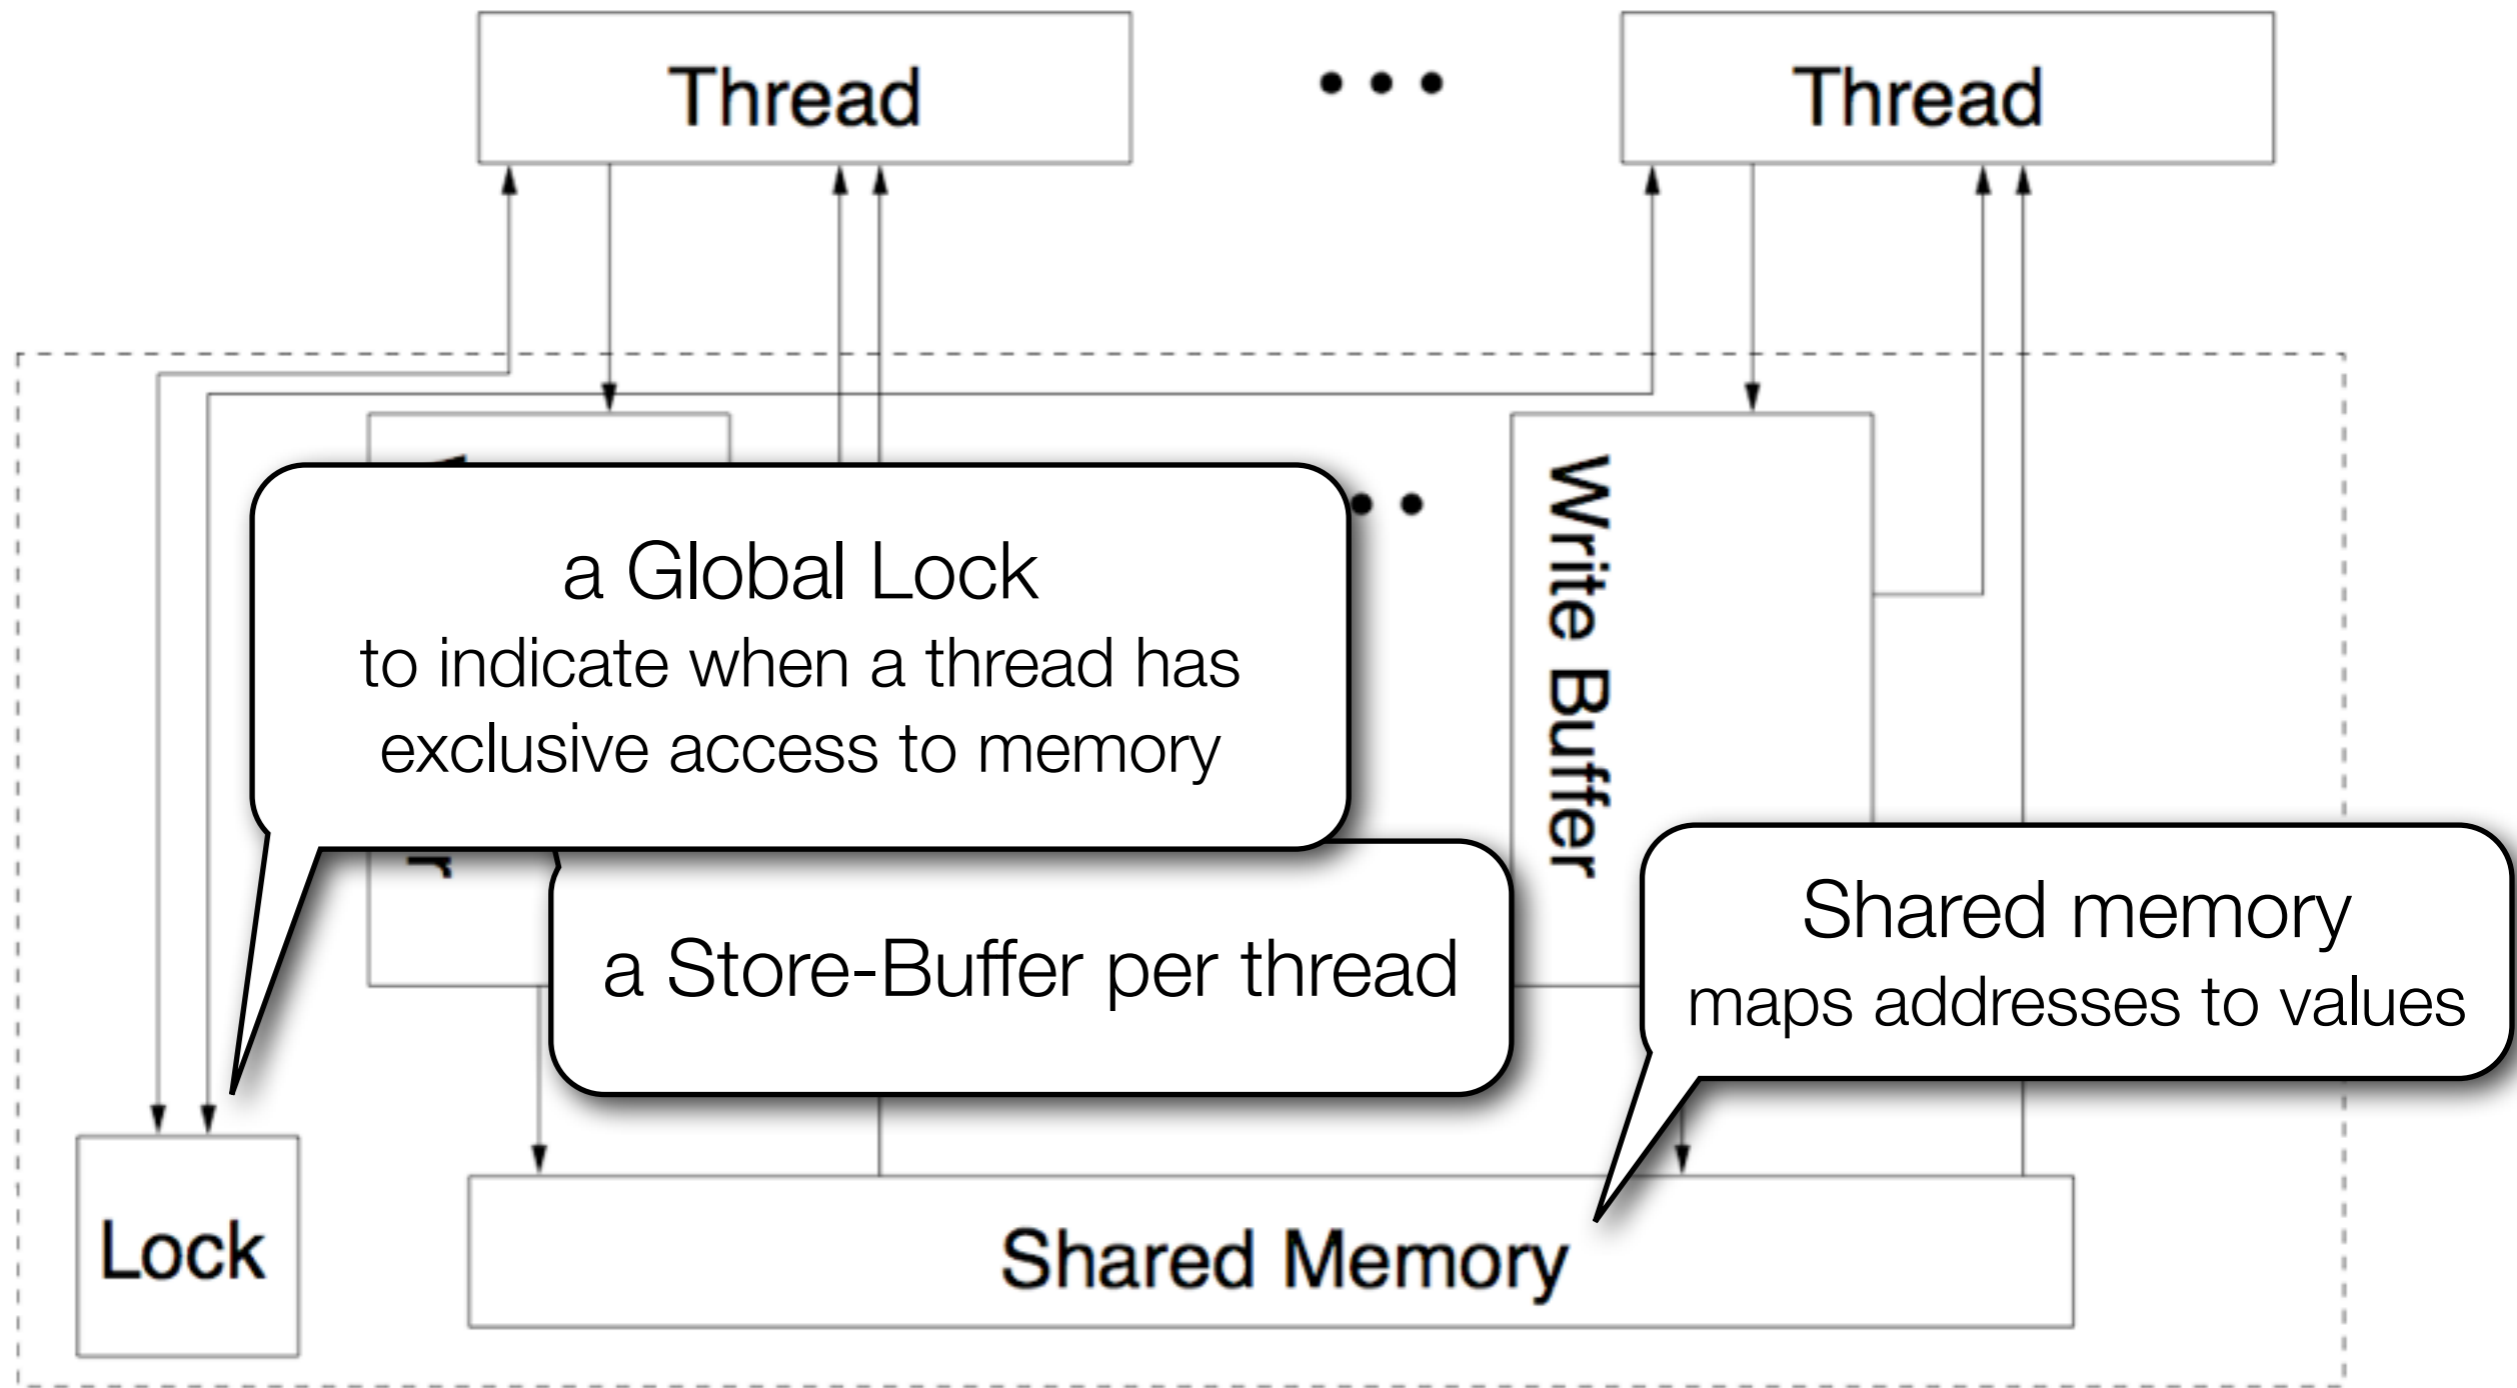 Thread
Thread
a Global Lock
to indicate when a thread has
exclusive access to memory
Write Buffer
a Store-Buffer per thread
Shared memory
maps addresses to values
Lock
Shared Memory